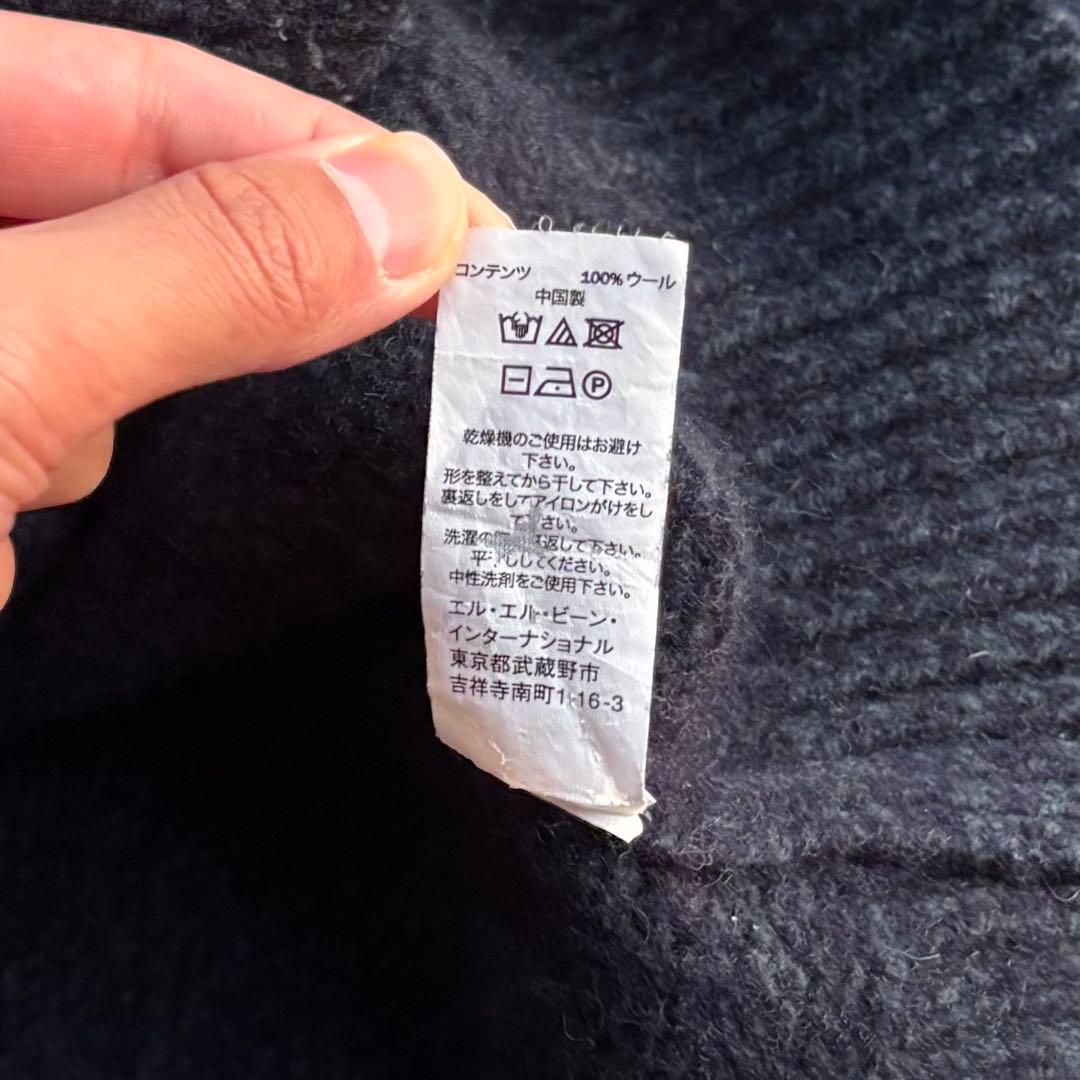 コンテンツ 100% ウール
中国製
P
乾燥機のご使用はお避け
下さい。
形を整えてから干して下さい。
裏返しをしてアイロンがけをし
て さい。
洗濯の 返して下さい。
平 ししてください。
中性洗剤をご使用下さい。
エル・エル・ビーン・
インターナショナル
東京都武蔵野市
吉祥寺南町1-16-3